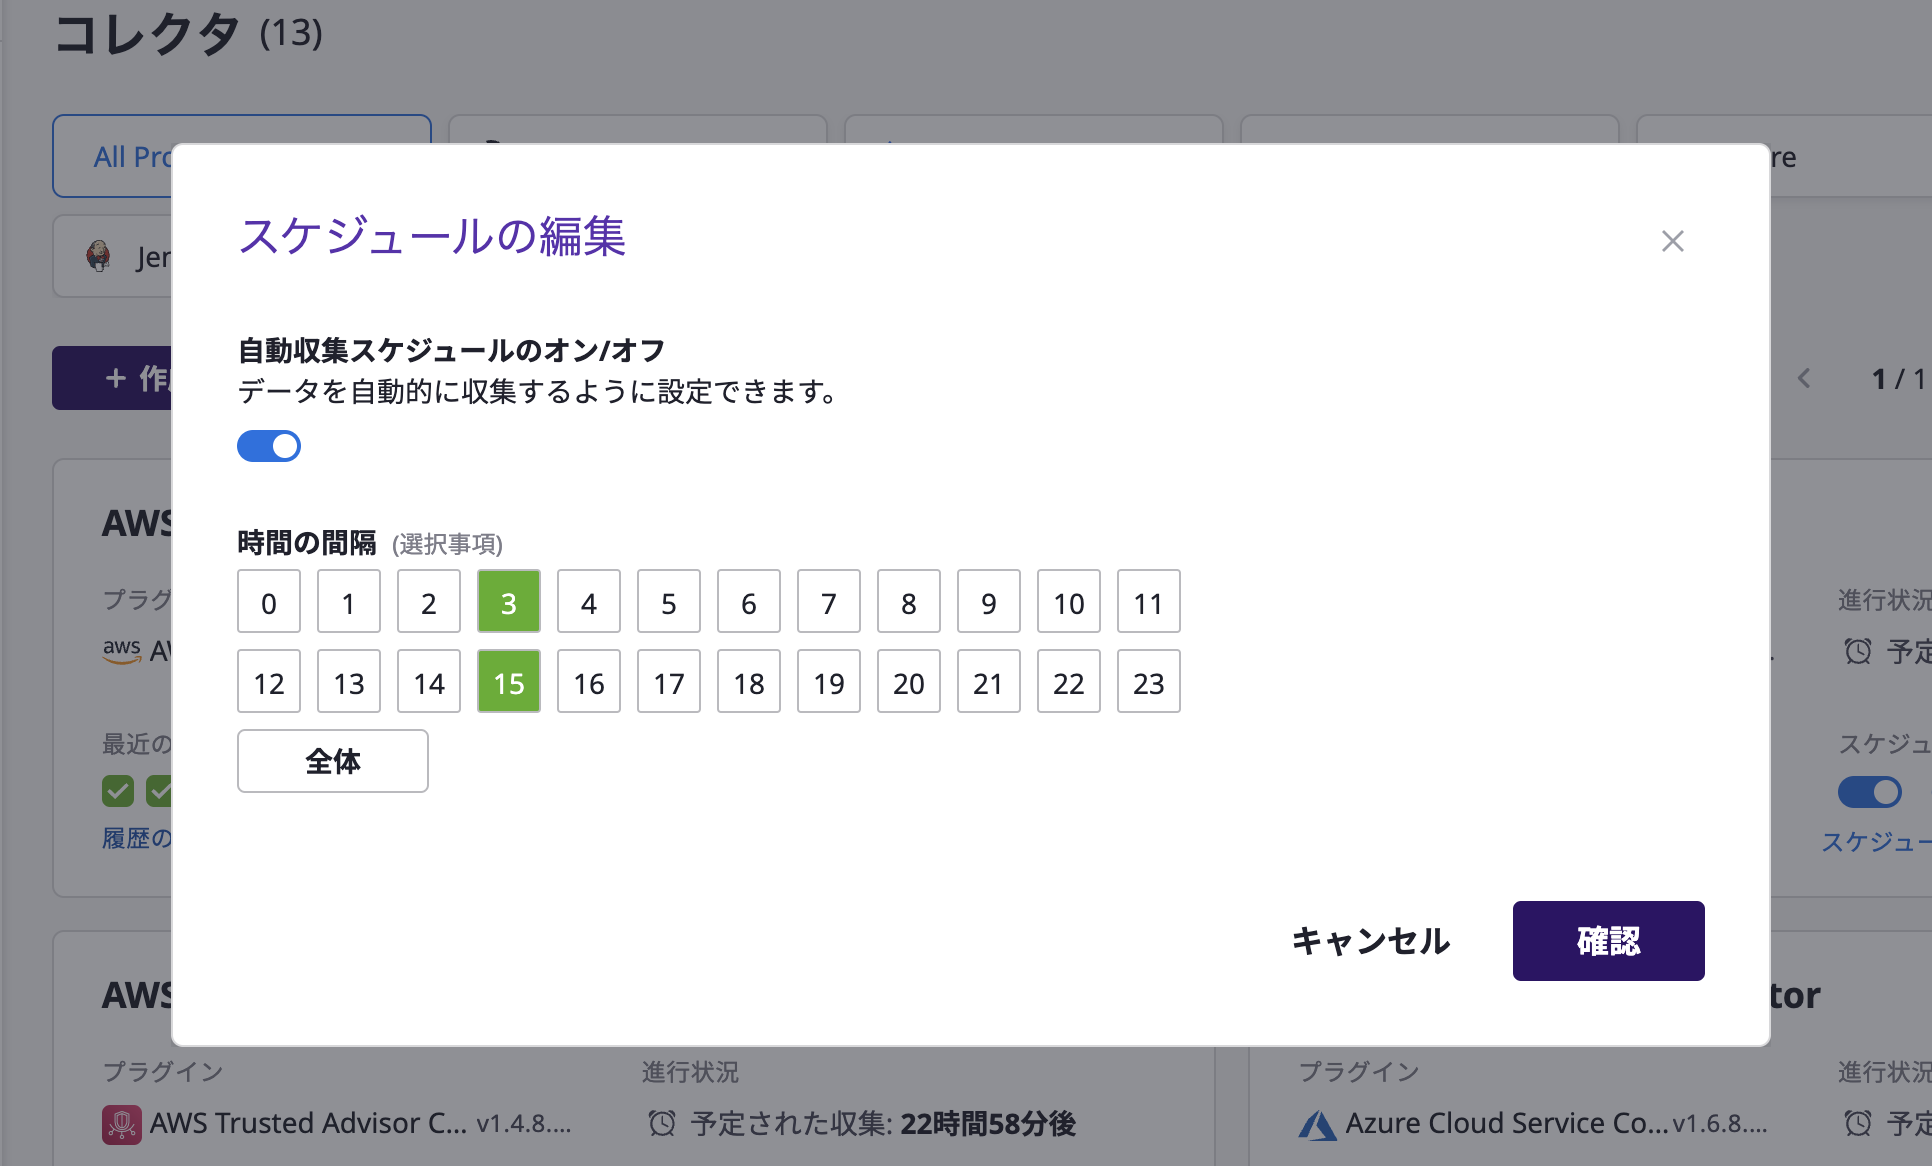 コレクタ (13)
All Pro
re
Jer
+ 作
1 / 1
スケジュールの編集
自動収集スケジュールのオン/オフ
データを自動的に収集するように設定できます。
時間の間隔 (選択事項)
0 1 2 3 4 5 6 7 8 9 10 11
12 13 14 15 16 17 18 19 20 21 22 23
全体
キャンセル
確認
AWS
プラグ
進行状況
aws
予定
最近の
スケジュ
履歴の
スケジュー
AWS
tor
プラグイン
進行状況
プラグイン
進行状況
AWS Trusted Advisor C... v1.4.8....
予定された収集: 22時間58分後
Azure Cloud Service Co... v1.6.8....
予定